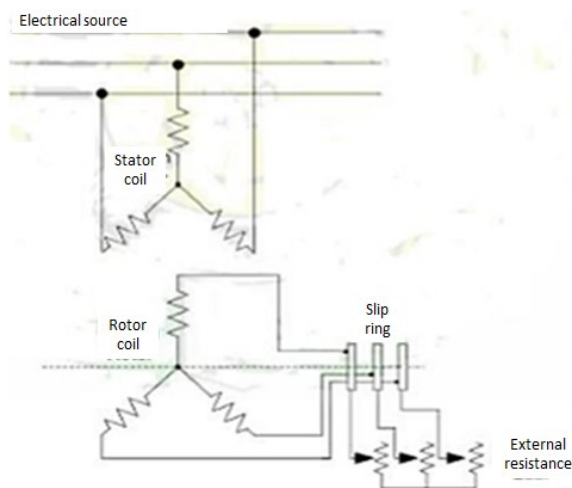 Electrical source
Stator
coil
Slip
ring
Rotor
coil
External
resistance